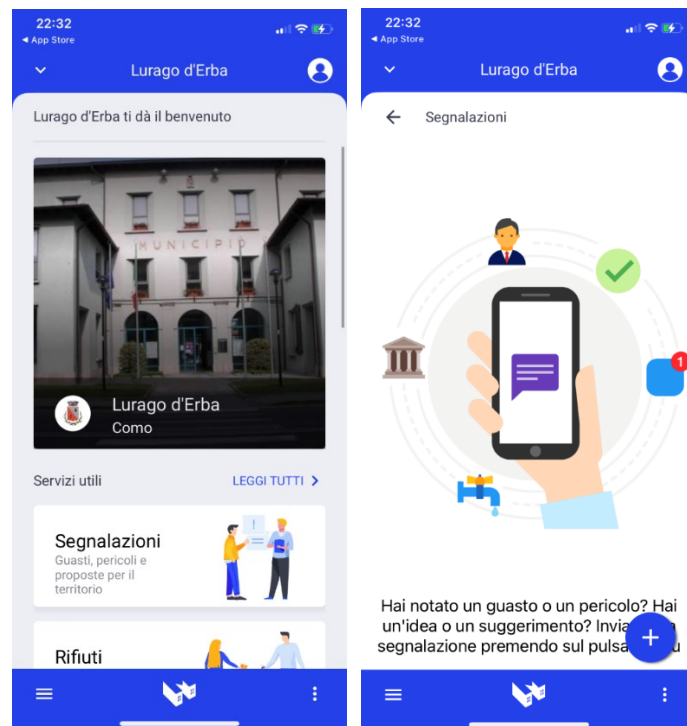 22:32
◀ App Store
Lurago d'Erba
Lurago d'Erba ti dà il benvenuto
MUNICIPIO
Lurago d'Erba
Como
Servizi utili
LEGGI TUTTI
Segnalazioni
Guasti, pericoli e
proposte per il
territorio
Rifiuti
22:32
◀ App Store
Lurago d'Erba
Segnalazioni
1
Hai notato un guasto o un pericolo? Hai
un'idea o un suggerimento? Invia
segnalazione premendo sul